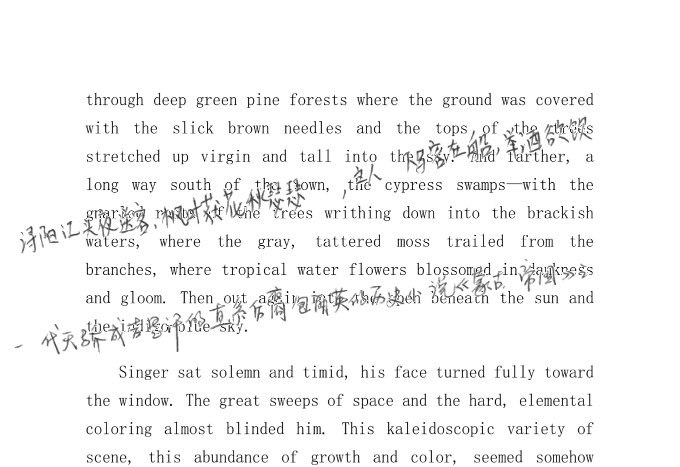 through deep green pine forests where the ground was covered
with the slick brown needles and the tops of the trees
stretched up virgin and tall into the sky. And farther, a
long way south of the town, the cypress swamps—with the
gnarled roots of the trees writhing down into the brackish
waters, where the gray, tattered moss trailed from the
branches, where tropical water flowers blossomed in darkness
and gloom. Then out again into the open beneath the sun and
the indigo-blue sky.
浔阳江头夜送客,枫叶荻花秋瑟瑟,主人下马客在船,举酒欲饮
一代天骄成吉思汗的真系后裔包丽英的历史小说《蒙古帝国》之
Singer sat solemn and timid, his face turned fully toward
the window. The great sweeps of space and the hard, elemental
coloring almost blinded him. This kaleidoscopic variety of
scene, this abundance of growth and color, seemed somehow